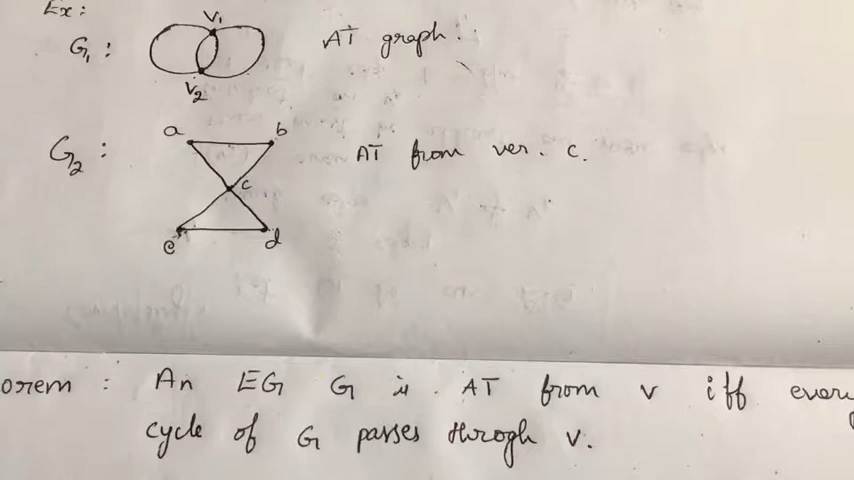 Ex:
G₁: V₁ AT graph:
V₂
a b
G₂: AT from ver. c.
c
e d
orem: An EG G is AT from v iff every
cycle of G passes throgh v.